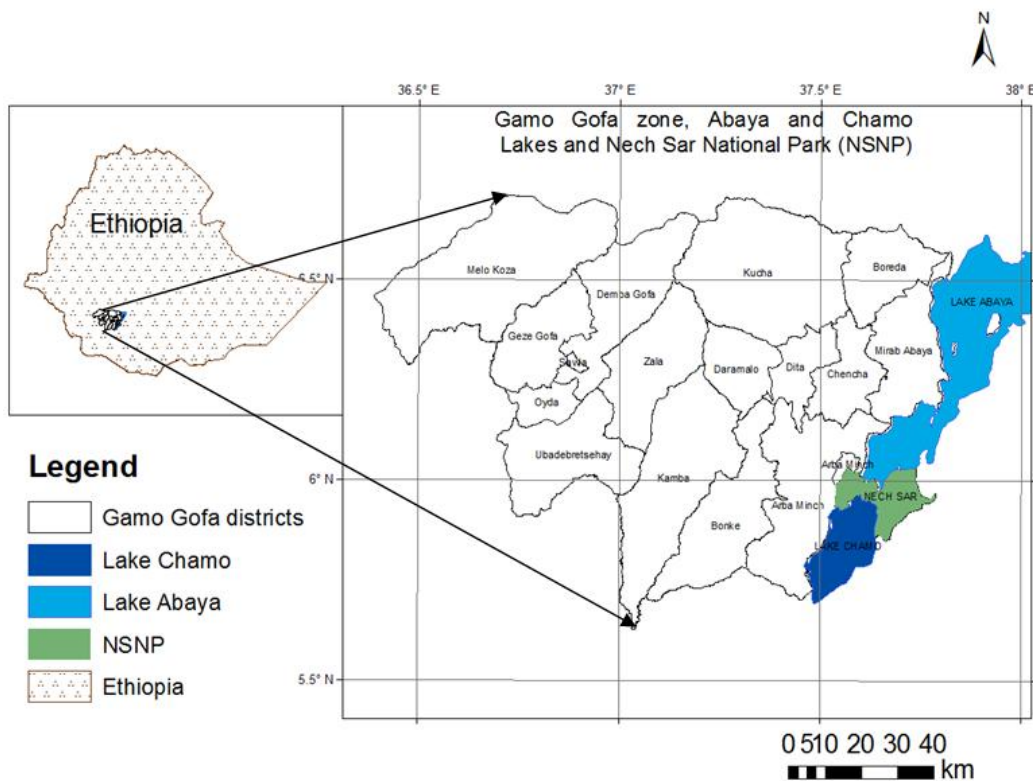 N
36.5° E 37° E 37.5° E 38° E
Gamo Gofa zone, Abaya and Chamo
Lakes and Nech Sar National Park (NSNP)
Ethiopia
6.5° N
Melo Koza
Kucha
Boreda
Demba Gofa
LAKE ABAYA
Geze Gofa
Sawla
Zala
Daramalo
Dita
Chencha
Mirab Abaya
Oyda
Ubadebretsehay
Kamba
Arba Minch
6° N
NECH SAR
Arba Minch
Bonke
LAKE CHAMO
5.5° N
Legend
Gamo Gofa districts
Lake Chamo
Lake Abaya
NSNP
Ethiopia
0 510 20 30 40
km